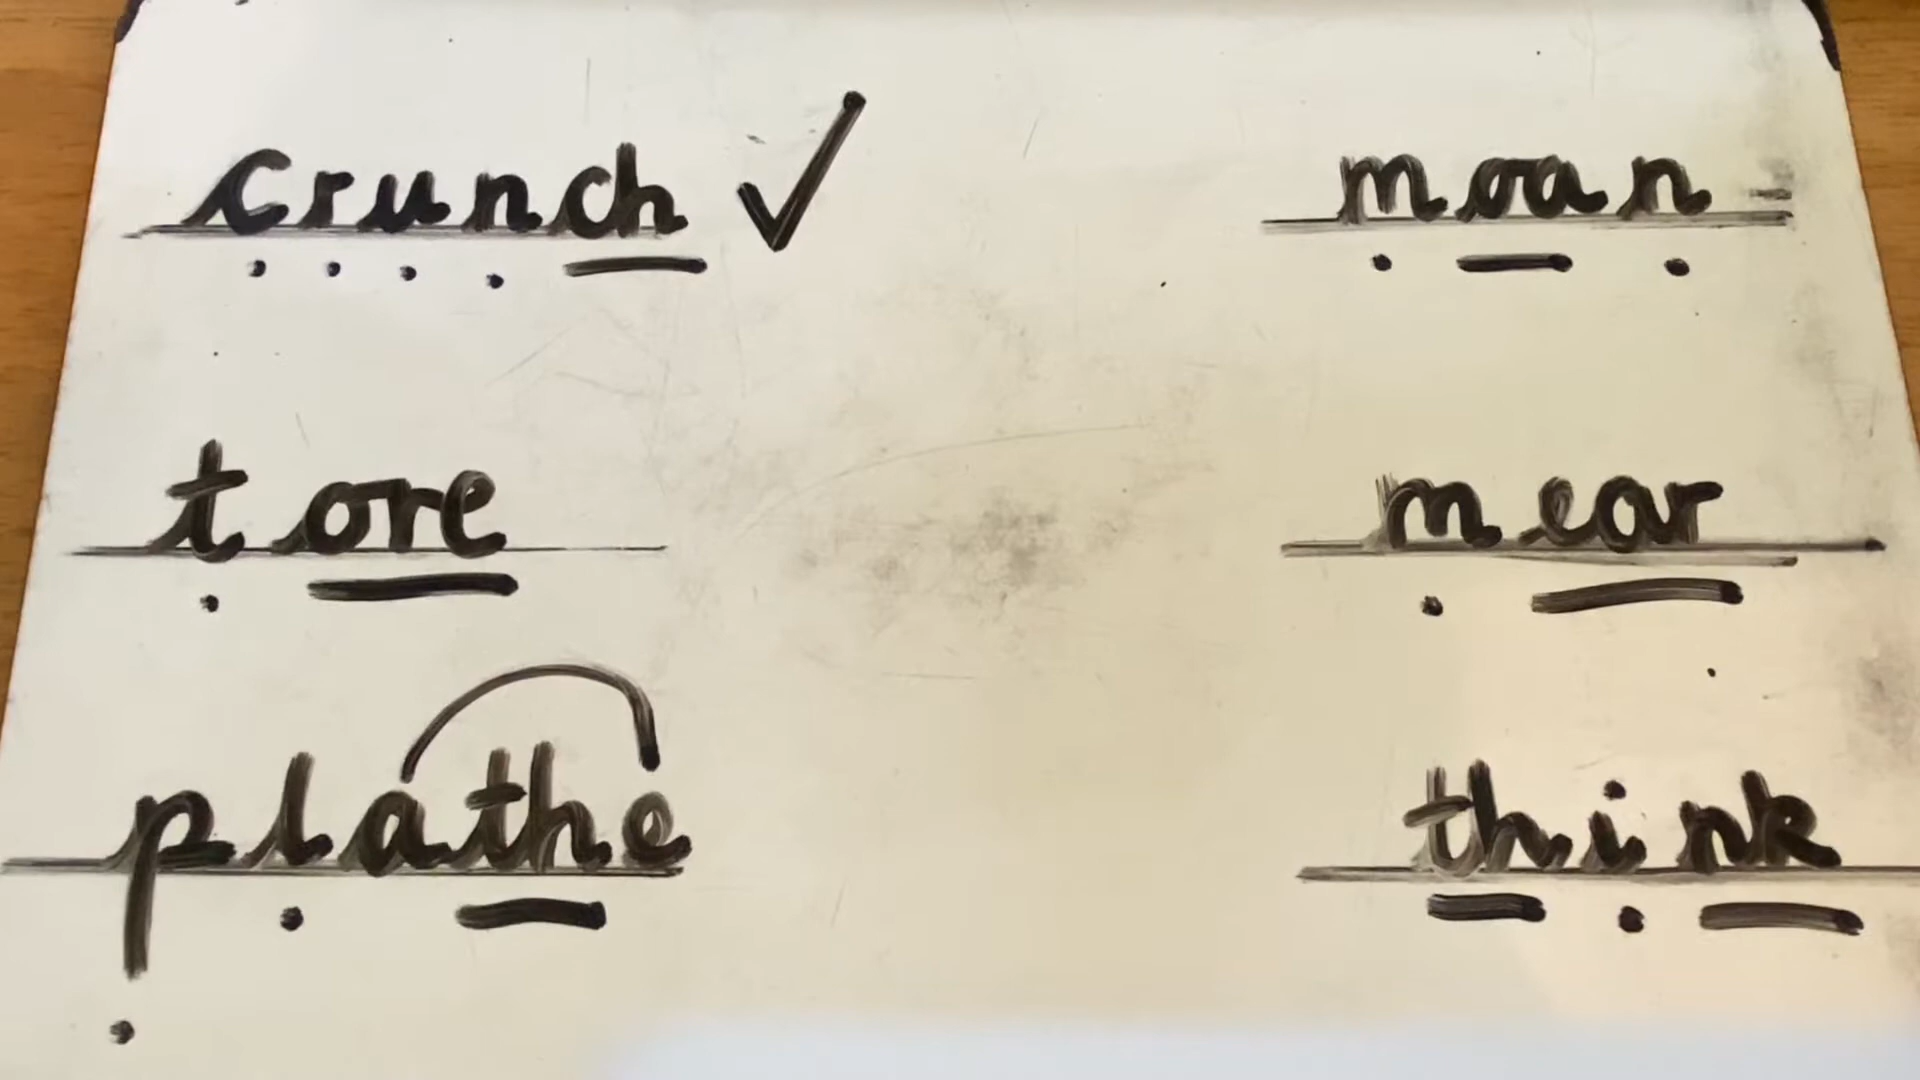 crunch ✓ moan
tore mear
plathe think